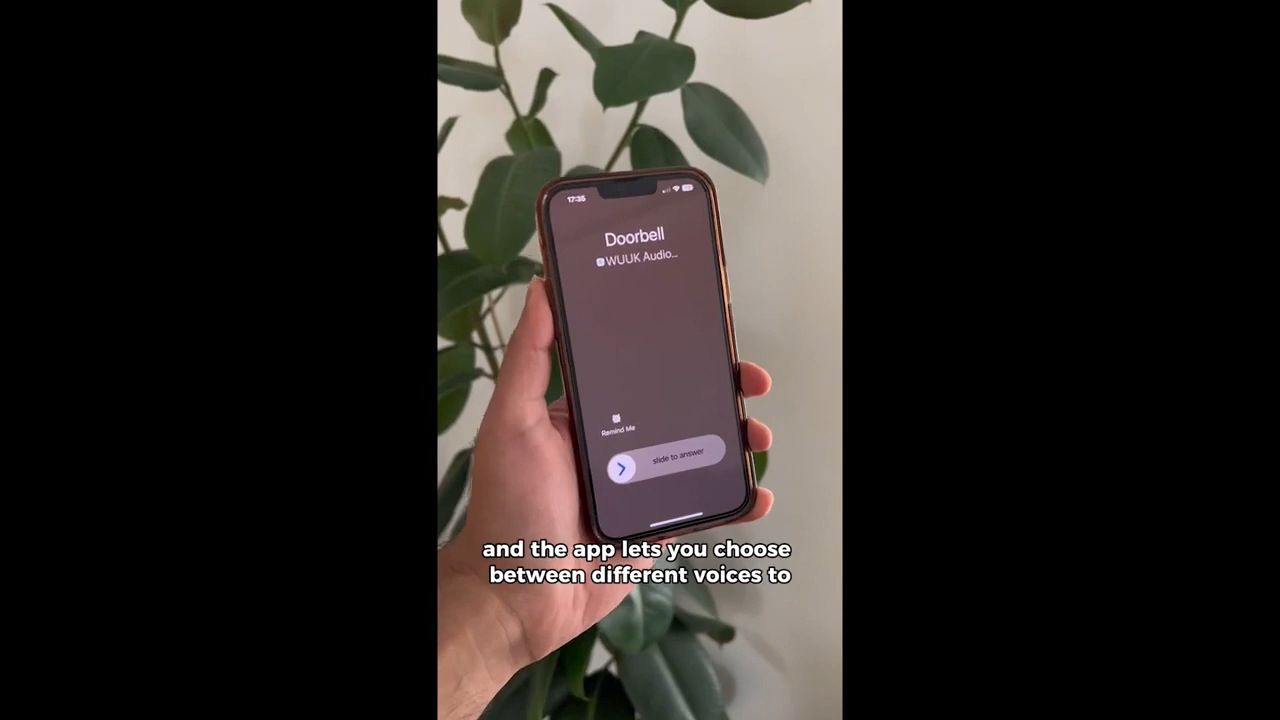 17:35
Doorbell
WUUK Audio...
Remind Me
slide to answer
and the app lets you choose
between different voices to